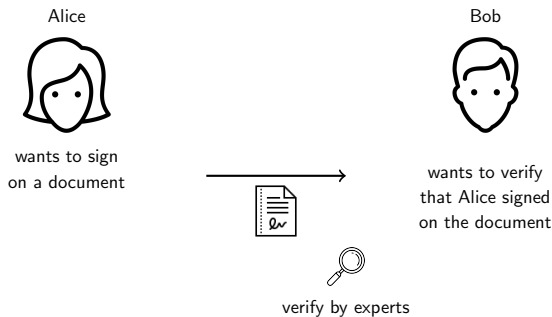 Alice
Bob
wants to sign
on a document
wants to verify
that Alice signed
on the document
verify by experts